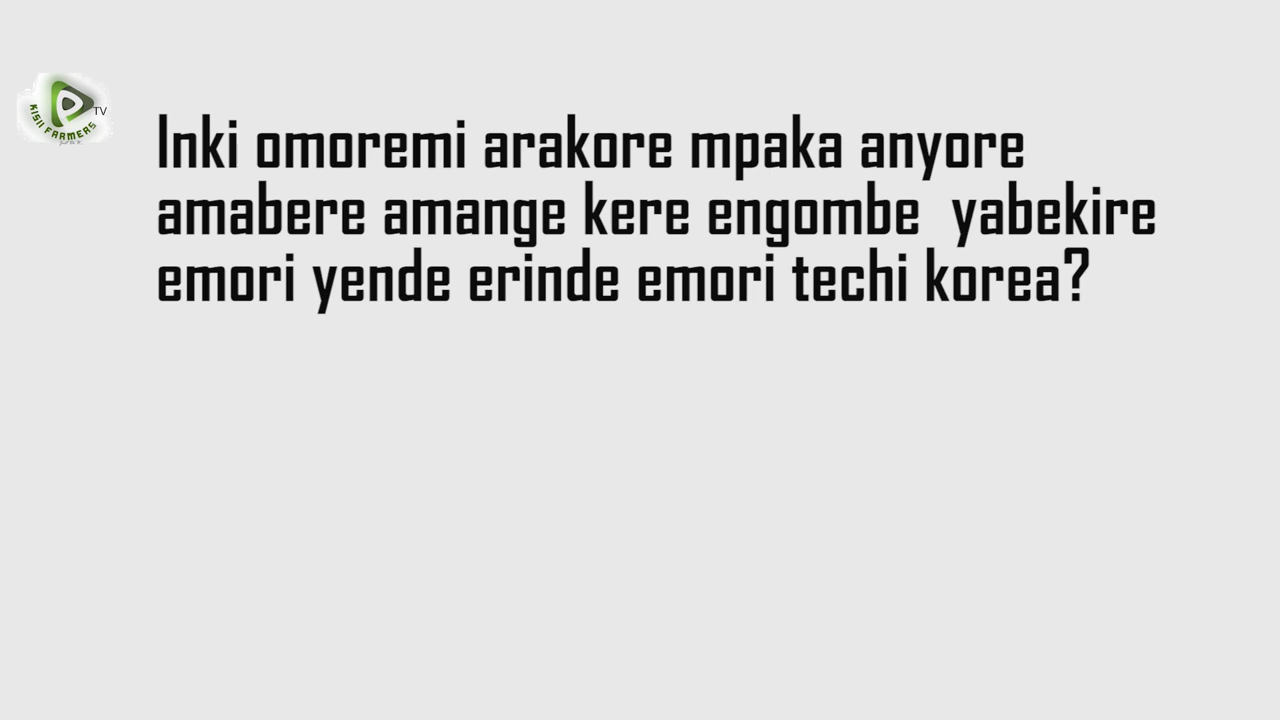 TV
KISII FARMERS
Inki omoremi arakore mpaka anyore
amabere amange kere engombe yabekire
emori yende erinde emori techi korea?